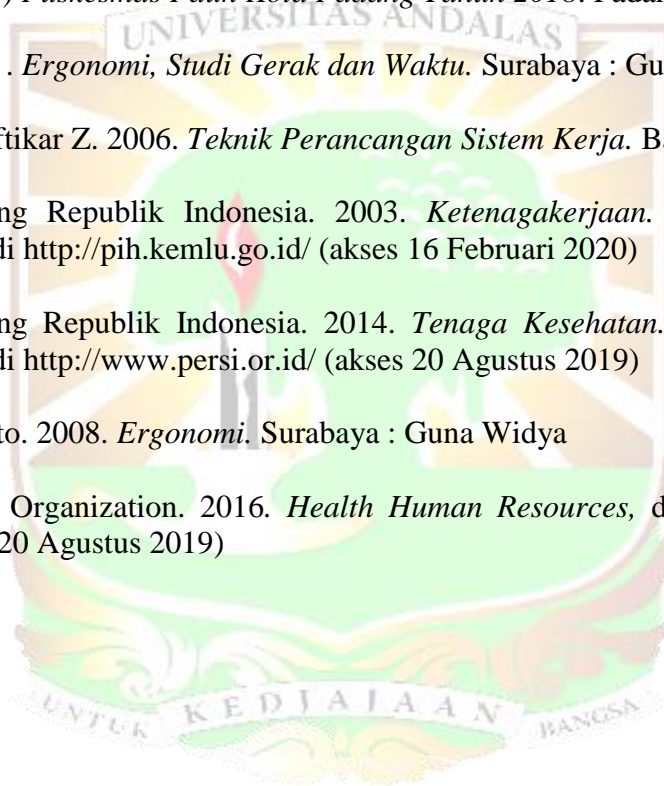 ) Puskesmas Pauh Kota Padang Tahun 2018. Padan
UNIVERSITAS ANDALAS
. Ergonomi, Studi Gerak dan Waktu. Surabaya : Gu
ftikar Z. 2006. Teknik Perancangan Sistem Kerja. Ba
ng Republik Indonesia. 2003. Ketenagakerjaan.
di http://pih.kemlu.go.id/ (akses 16 Februari 2020)
ng Republik Indonesia. 2014. Tenaga Kesehatan.
di http://www.persi.or.id/ (akses 20 Agustus 2019)
to. 2008. Ergonomi. Surabaya : Guna Widya
Organization. 2016. Health Human Resources, d
20 Agustus 2019)
UNTUK KEDJAJAAN BANGSA